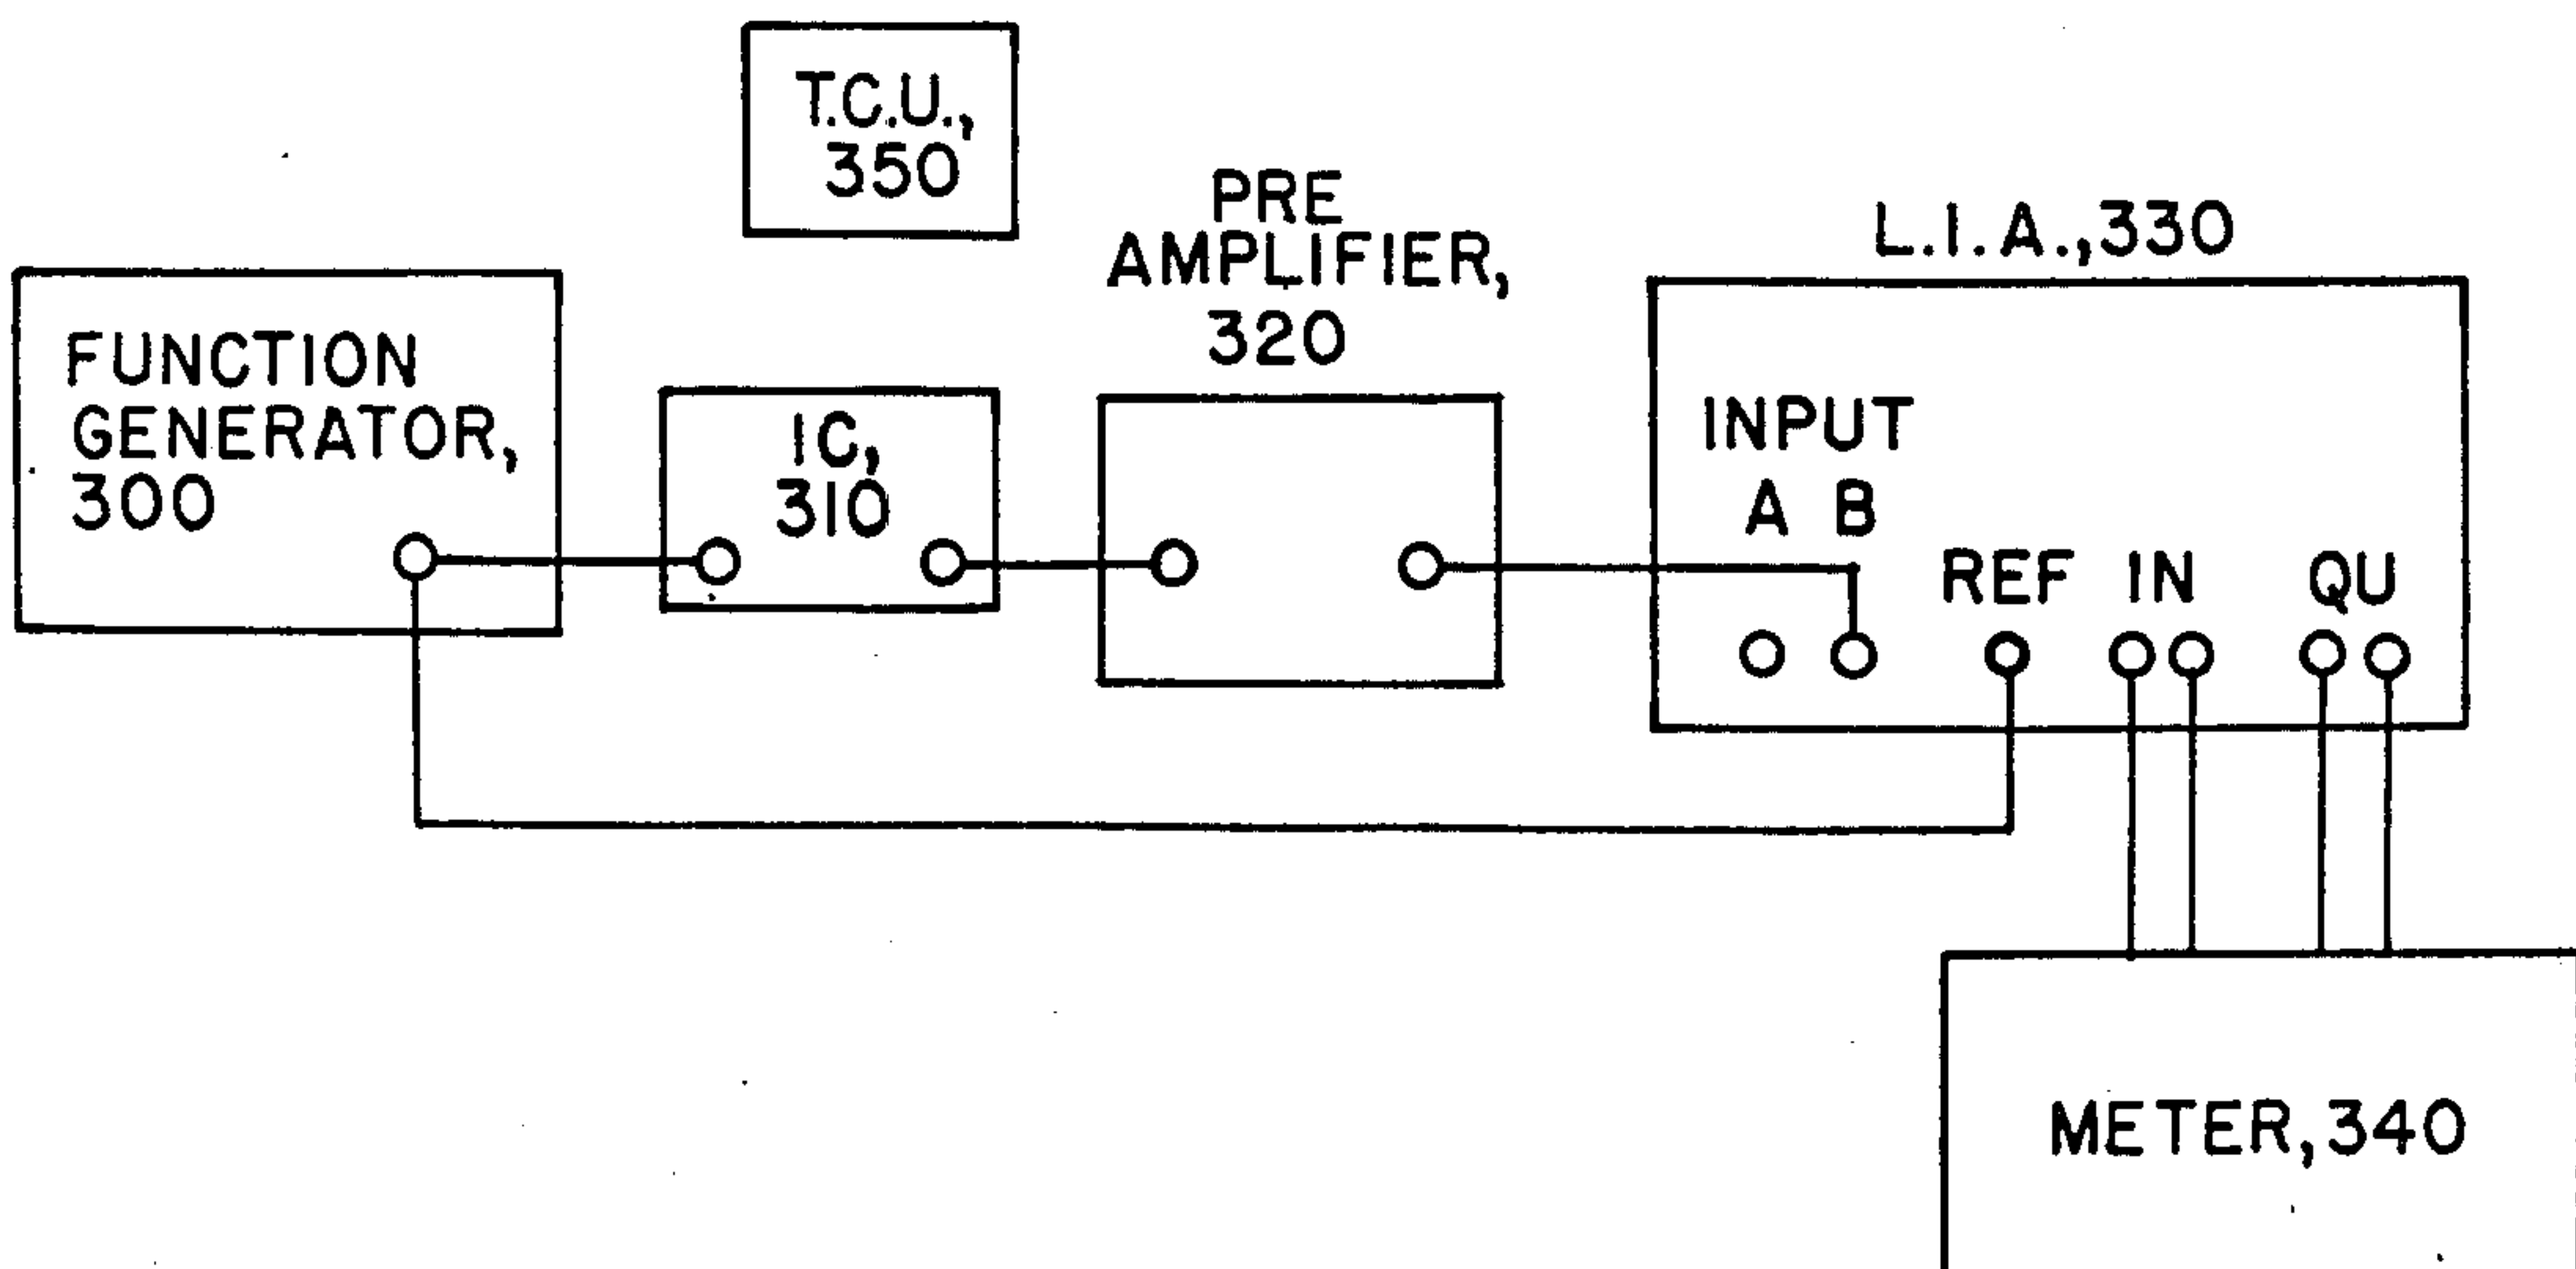 T.C.U.,
350
PRE
AMPLIFIER,
320
L.I.A.,330
FUNCTION
GENERATOR,
300
IC,
310
INPUT
A B
REF IN QU
METER,340